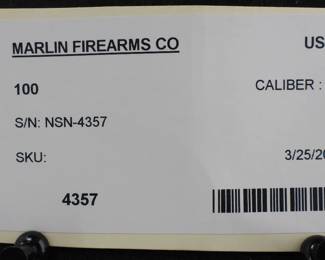 MARLIN FIREARMS CO US
100 CALIBER :
S/N: NSN-4357
SKU: 3/25/20
4357